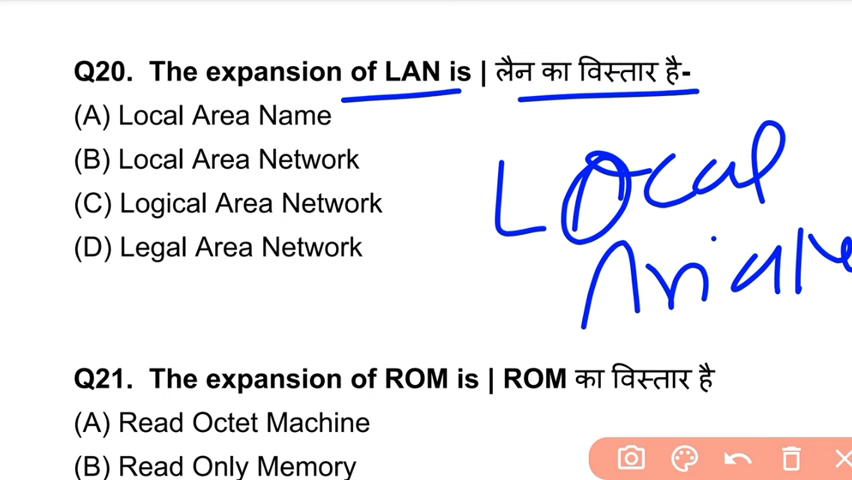 Q20. The expansion of LAN is | लैन का विस्तार है-
(A) Local Area Name
(B) Local Area Network
(C) Logical Area Network
(D) Legal Area Network
Local
Q21. The expansion of ROM is | ROM का विस्तार है
(A) Read Octet Machine
(B) Read Only Memory